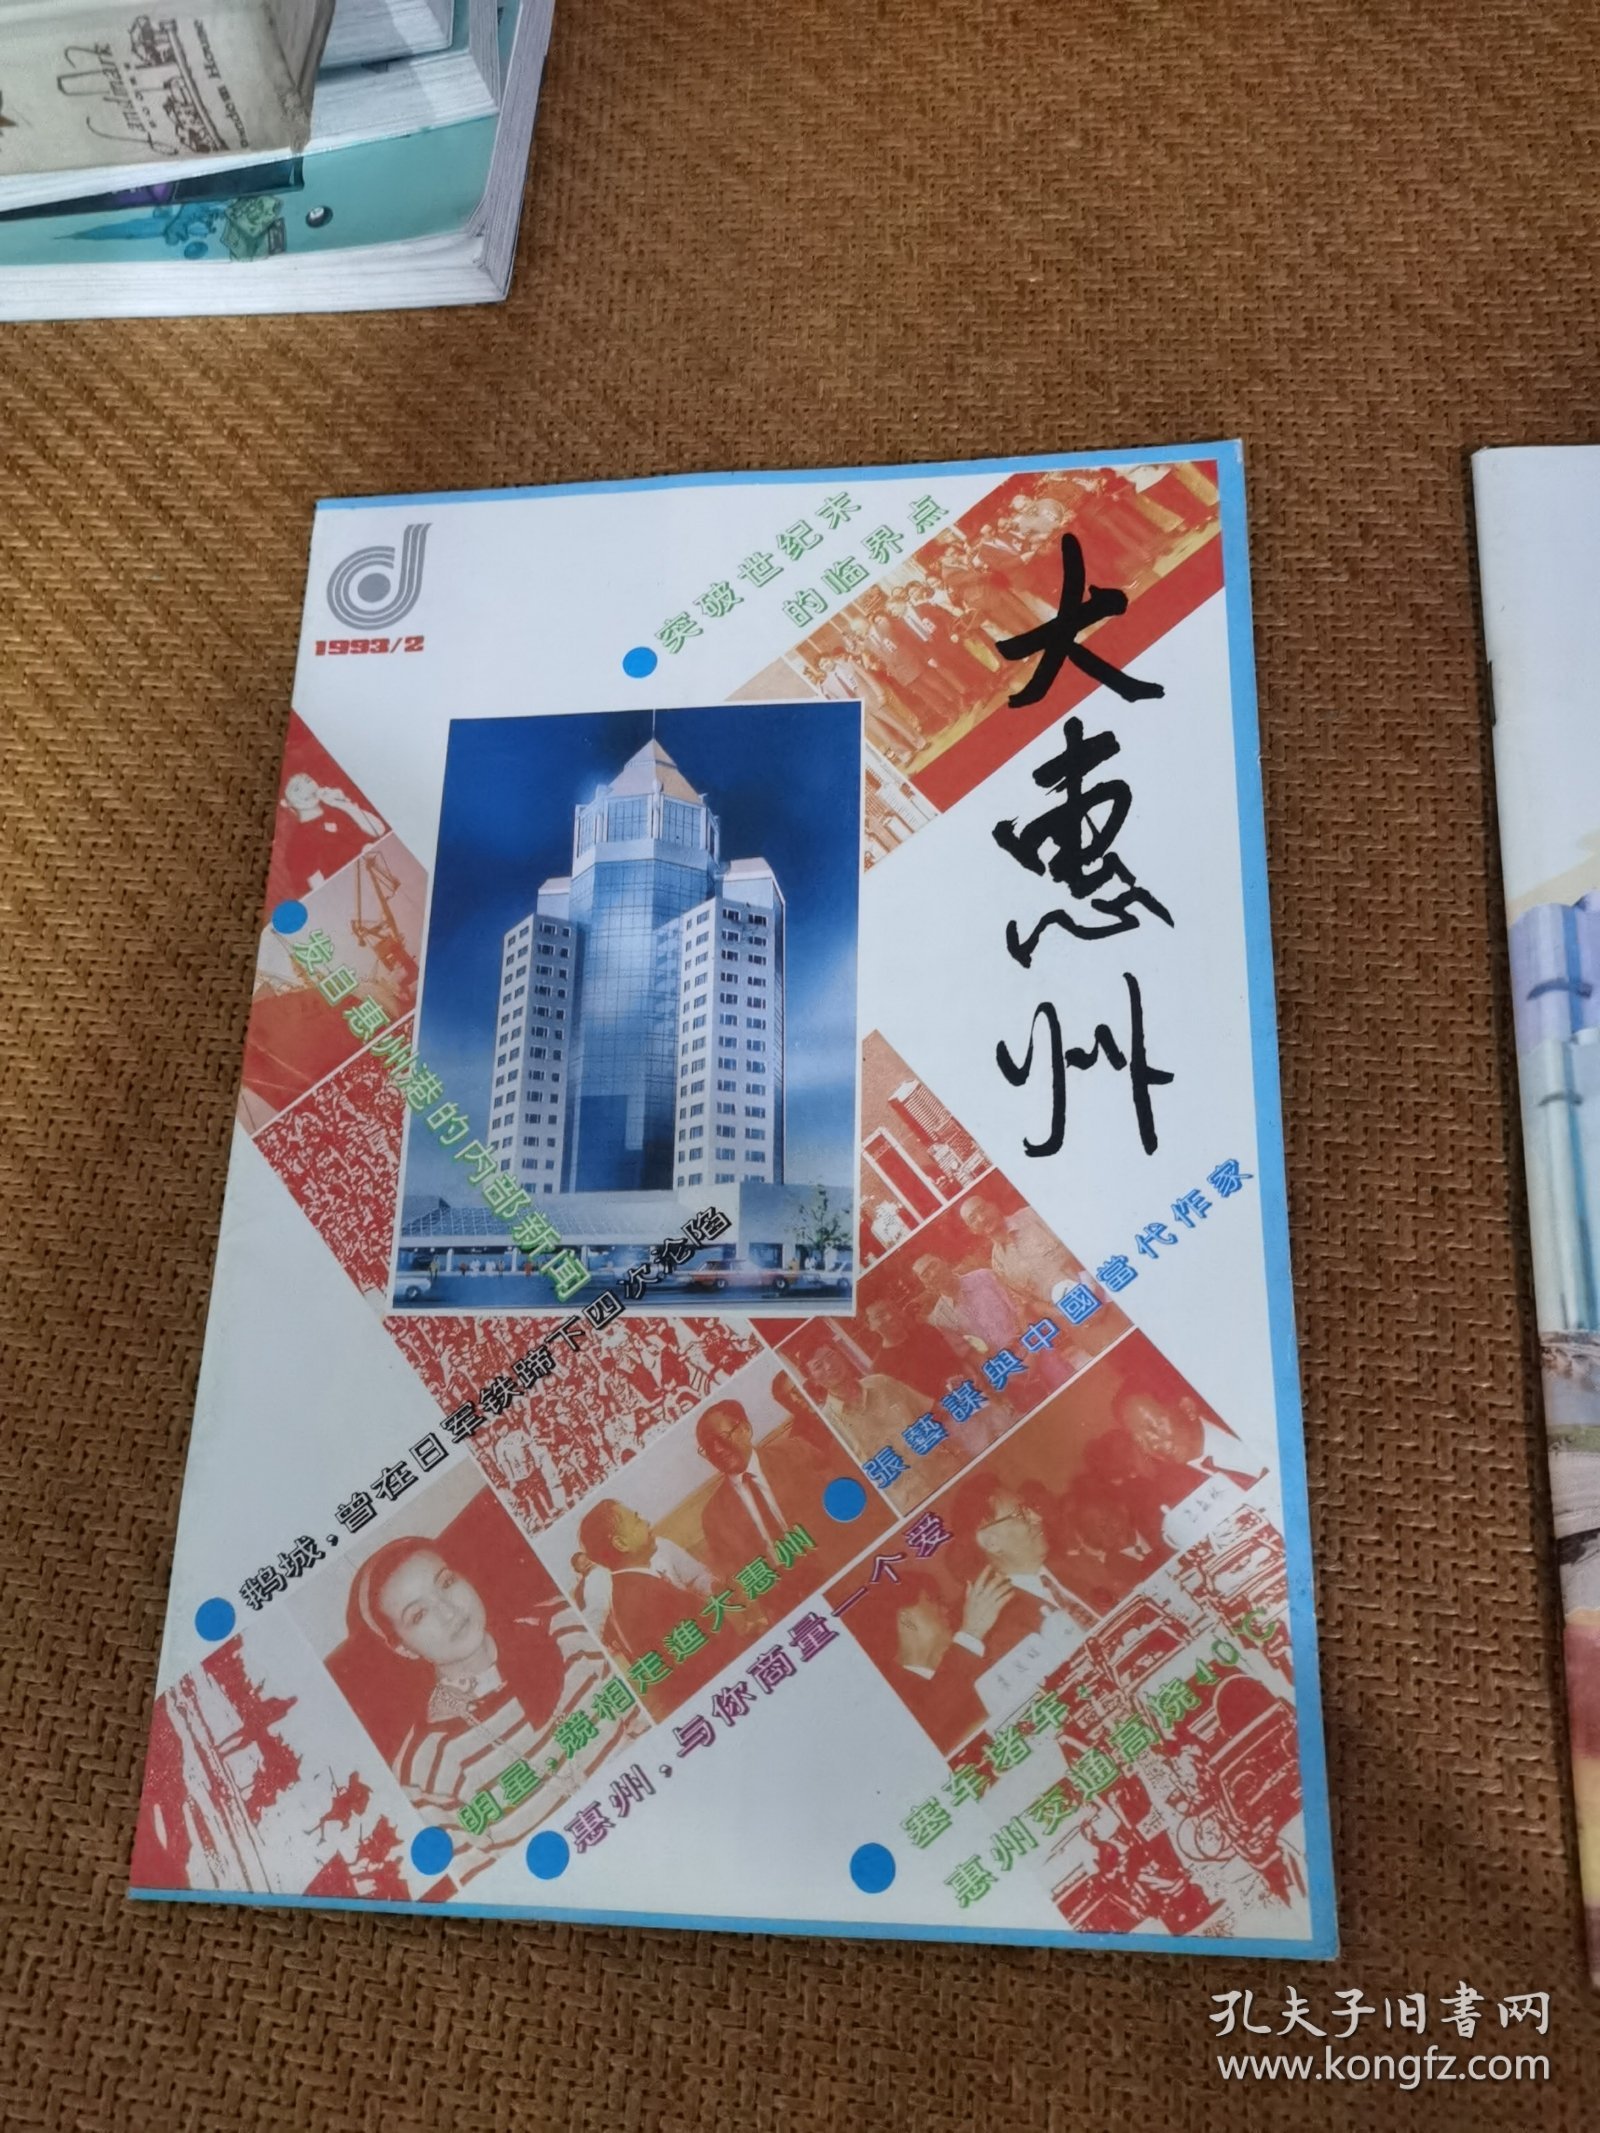 Landmark
1993/2
突破世纪末
的临界点
大惠州
发自惠州港的内部新闻
鹅城，曾在日军铁蹄下四次沦陷
張藝謀與中國當代作家
明星，競相走進大惠州
惠州，与你商量一个爱
塞车堵车，
惠州交通高烧40℃
孔夫子旧書网
www.kongfz.com